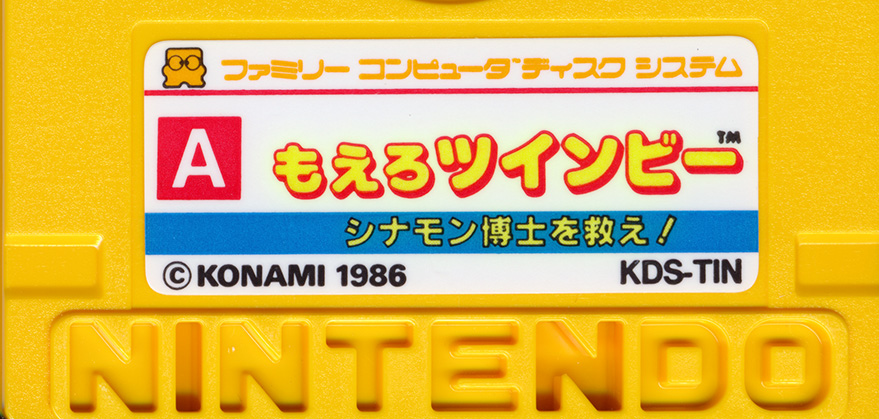 ファミリー コンピュータ ディスク システム
A
もえろツインビー™
シナモン博士を救え!
©KONAMI 1986 KDS-TIN
NINTENDO